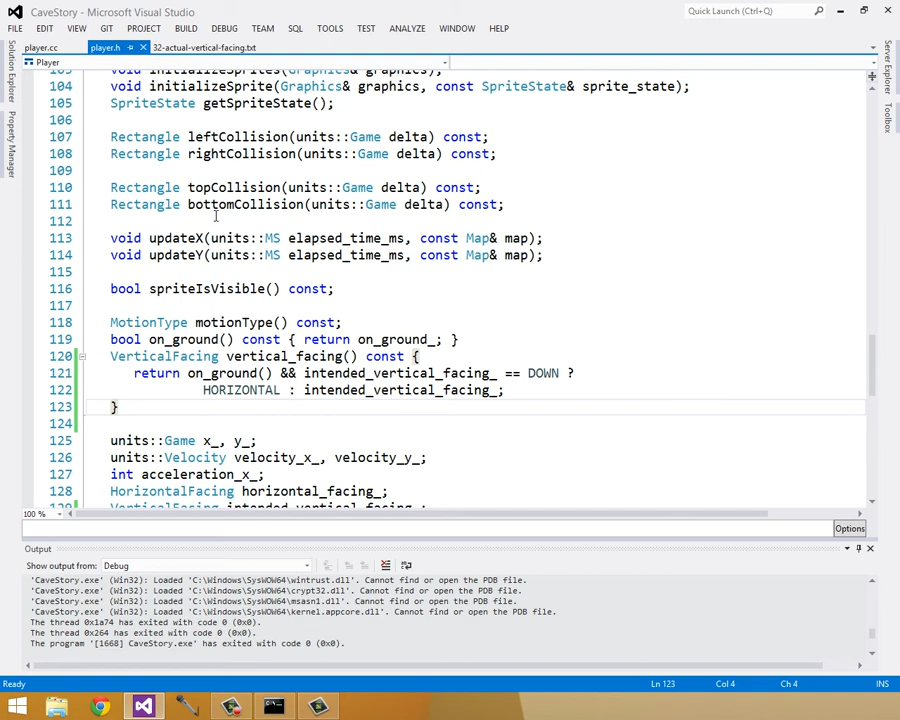 CaveStory - Microsoft Visual Studio
Quick Launch (Ctrl+Q)
FILE EDIT VIEW GIT PROJECT BUILD DEBUG TEAM SQL TOOLS TEST ANALYZE WINDOW HELP
player.cc player.h 32-actual-vertical-facing.txt
Player
Solution Explorer
Property Manager
Server Explorer
Toolbox
103 void initializeSprites(Graphics& graphics);
104 void initializeSprite(Graphics& graphics, const SpriteState& sprite_state);
105 SpriteState getSpriteState();
106
107 Rectangle leftCollision(units::Game delta) const;
108 Rectangle rightCollision(units::Game delta) const;
109
110 Rectangle topCollision(units::Game delta) const;
111 Rectangle bottomCollision(units::Game delta) const;
112
113 void updateX(units::MS elapsed_time_ms, const Map& map);
114 void updateY(units::MS elapsed_time_ms, const Map& map);
115
116 bool spriteIsVisible() const;
117
118 MotionType motionType() const;
119 bool on_ground() const { return on_ground_; }
120 VerticalFacing vertical_facing() const {
121 return on_ground() && intended_vertical_facing_ == DOWN ?
122 HORIZONTAL : intended_vertical_facing_;
123 }
124
125 units::Game x_, y_;
126 units::Velocity velocity_x_, velocity_y_;
127 int acceleration_x_;
128 HorizontalFacing horizontal_facing_;
129 VerticalFacing intended_vertical_facing_;
100 %
Options
Output
Show output from: Debug
'CaveStory.exe' (Win32): Loaded 'C:\Windows\SysWOW64\wintrust.dll'. Cannot find or open the PDB file.
'CaveStory.exe' (Win32): Loaded 'C:\Windows\SysWOW64\crypt32.dll'. Cannot find or open the PDB file.
'CaveStory.exe' (Win32): Loaded 'C:\Windows\SysWOW64\msasn1.dll'. Cannot find or open the PDB file.
'CaveStory.exe' (Win32): Loaded 'C:\Windows\SysWOW64\kernel.appcore.dll'. Cannot find or open the PDB file.
The thread 0x1a74 has exited with code 0 (0x0).
The thread 0x264 has exited with code 0 (0x0).
The program '[1668] CaveStory.exe' has exited with code 0 (0x0).
Ready Ln 123 Col 4 Ch 4 INS